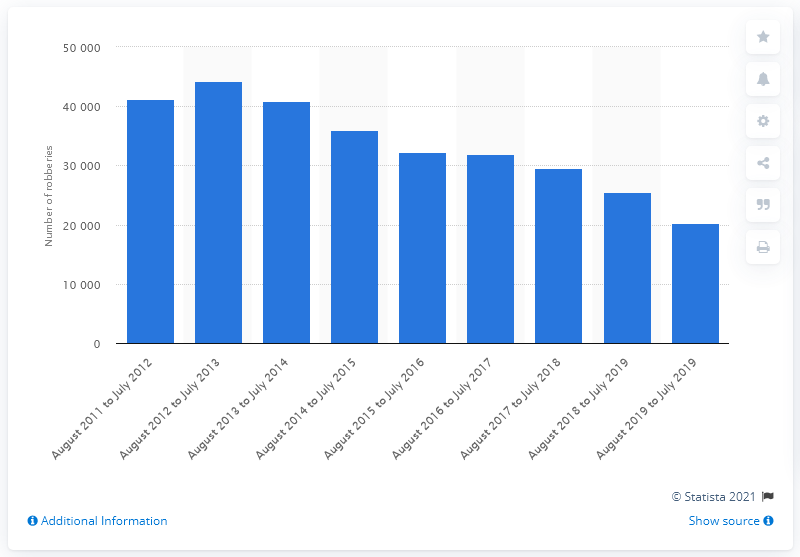 50 000
40 000
30 000
20 000
10 000
0
Number of robberies
August 2011 to July 2012
August 2012 to July 2013
August 2013 to July 2014
August 2014 to July 2015
August 2015 to July 2016
August 2016 to July 2017
August 2017 to July 2018
August 2018 to July 2019
August 2019 to July 2019
© Statista 2021
Additional Information
Show source